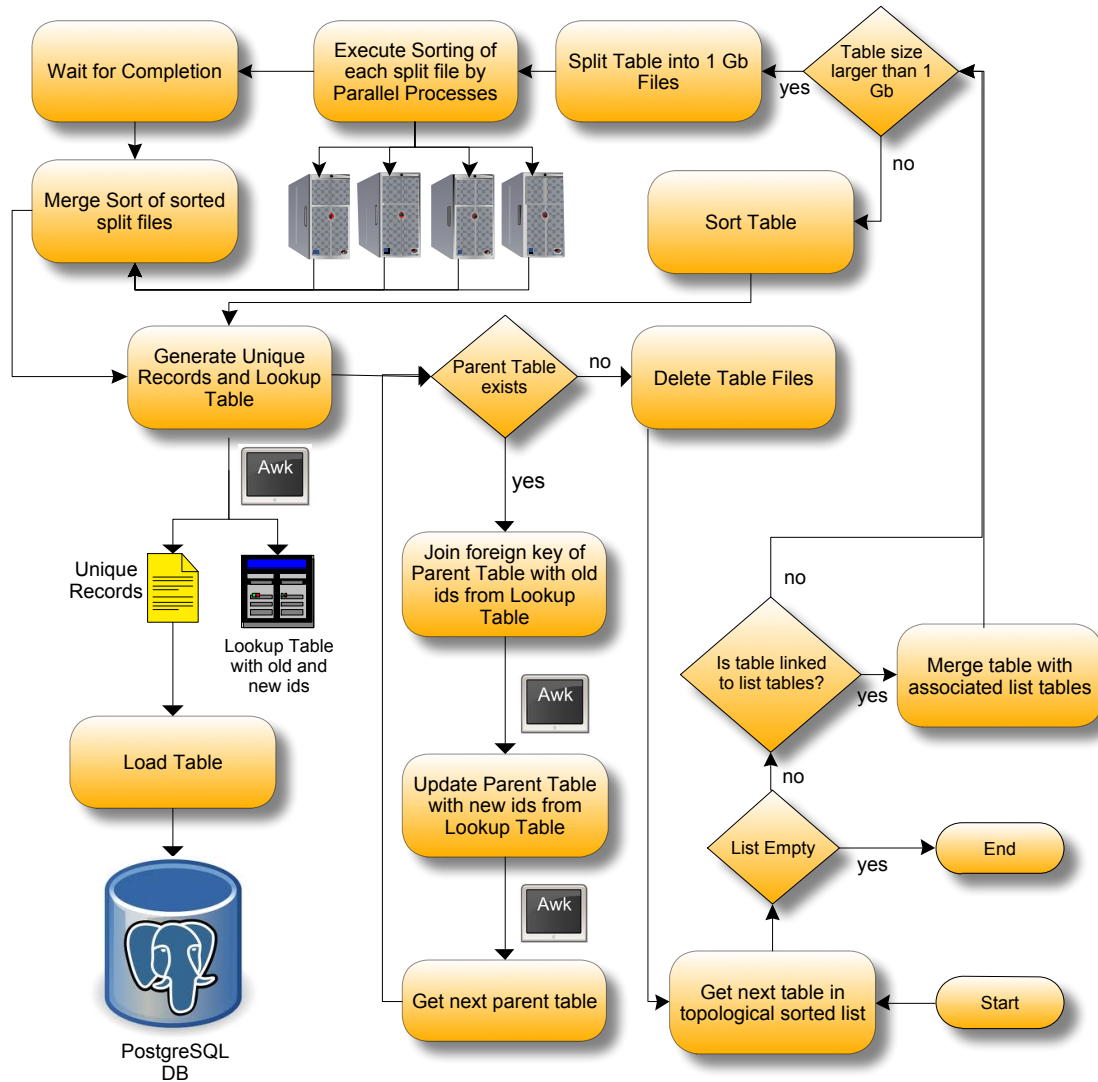 Wait for Completion
Execute Sorting of
each split file by
Parallel Processes
Split Table into 1 Gb
Files
yes
Table size
larger than 1
Gb
no
Merge Sort of sorted
split files
Sort Table
Generate Unique
Records and Lookup
Table
Parent Table
exists
no
Delete Table Files
Awk
yes
Unique
Records
Lookup Table
with old and
new ids
Join foreign key of
Parent Table with old
ids from Lookup
Table
no
Is table linked
to list tables?
yes
Merge table with
associated list tables
Awk
Load Table
Update Parent Table
with new ids from
Lookup Table
no
List Empty
yes
End
Awk
Get next parent table
Get next table in
topological sorted list
Start
PostgreSQL
DB